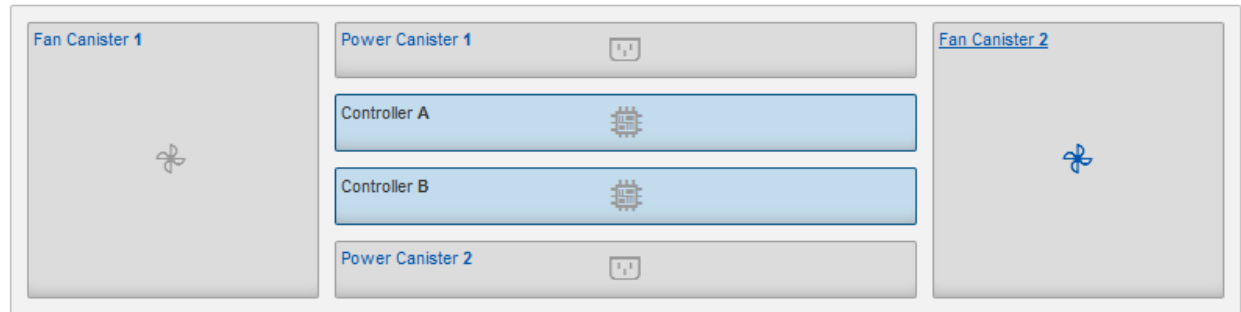 Fan Canister 1
Power Canister 1
Controller A
Controller B
Power Canister 2
Fan Canister 2